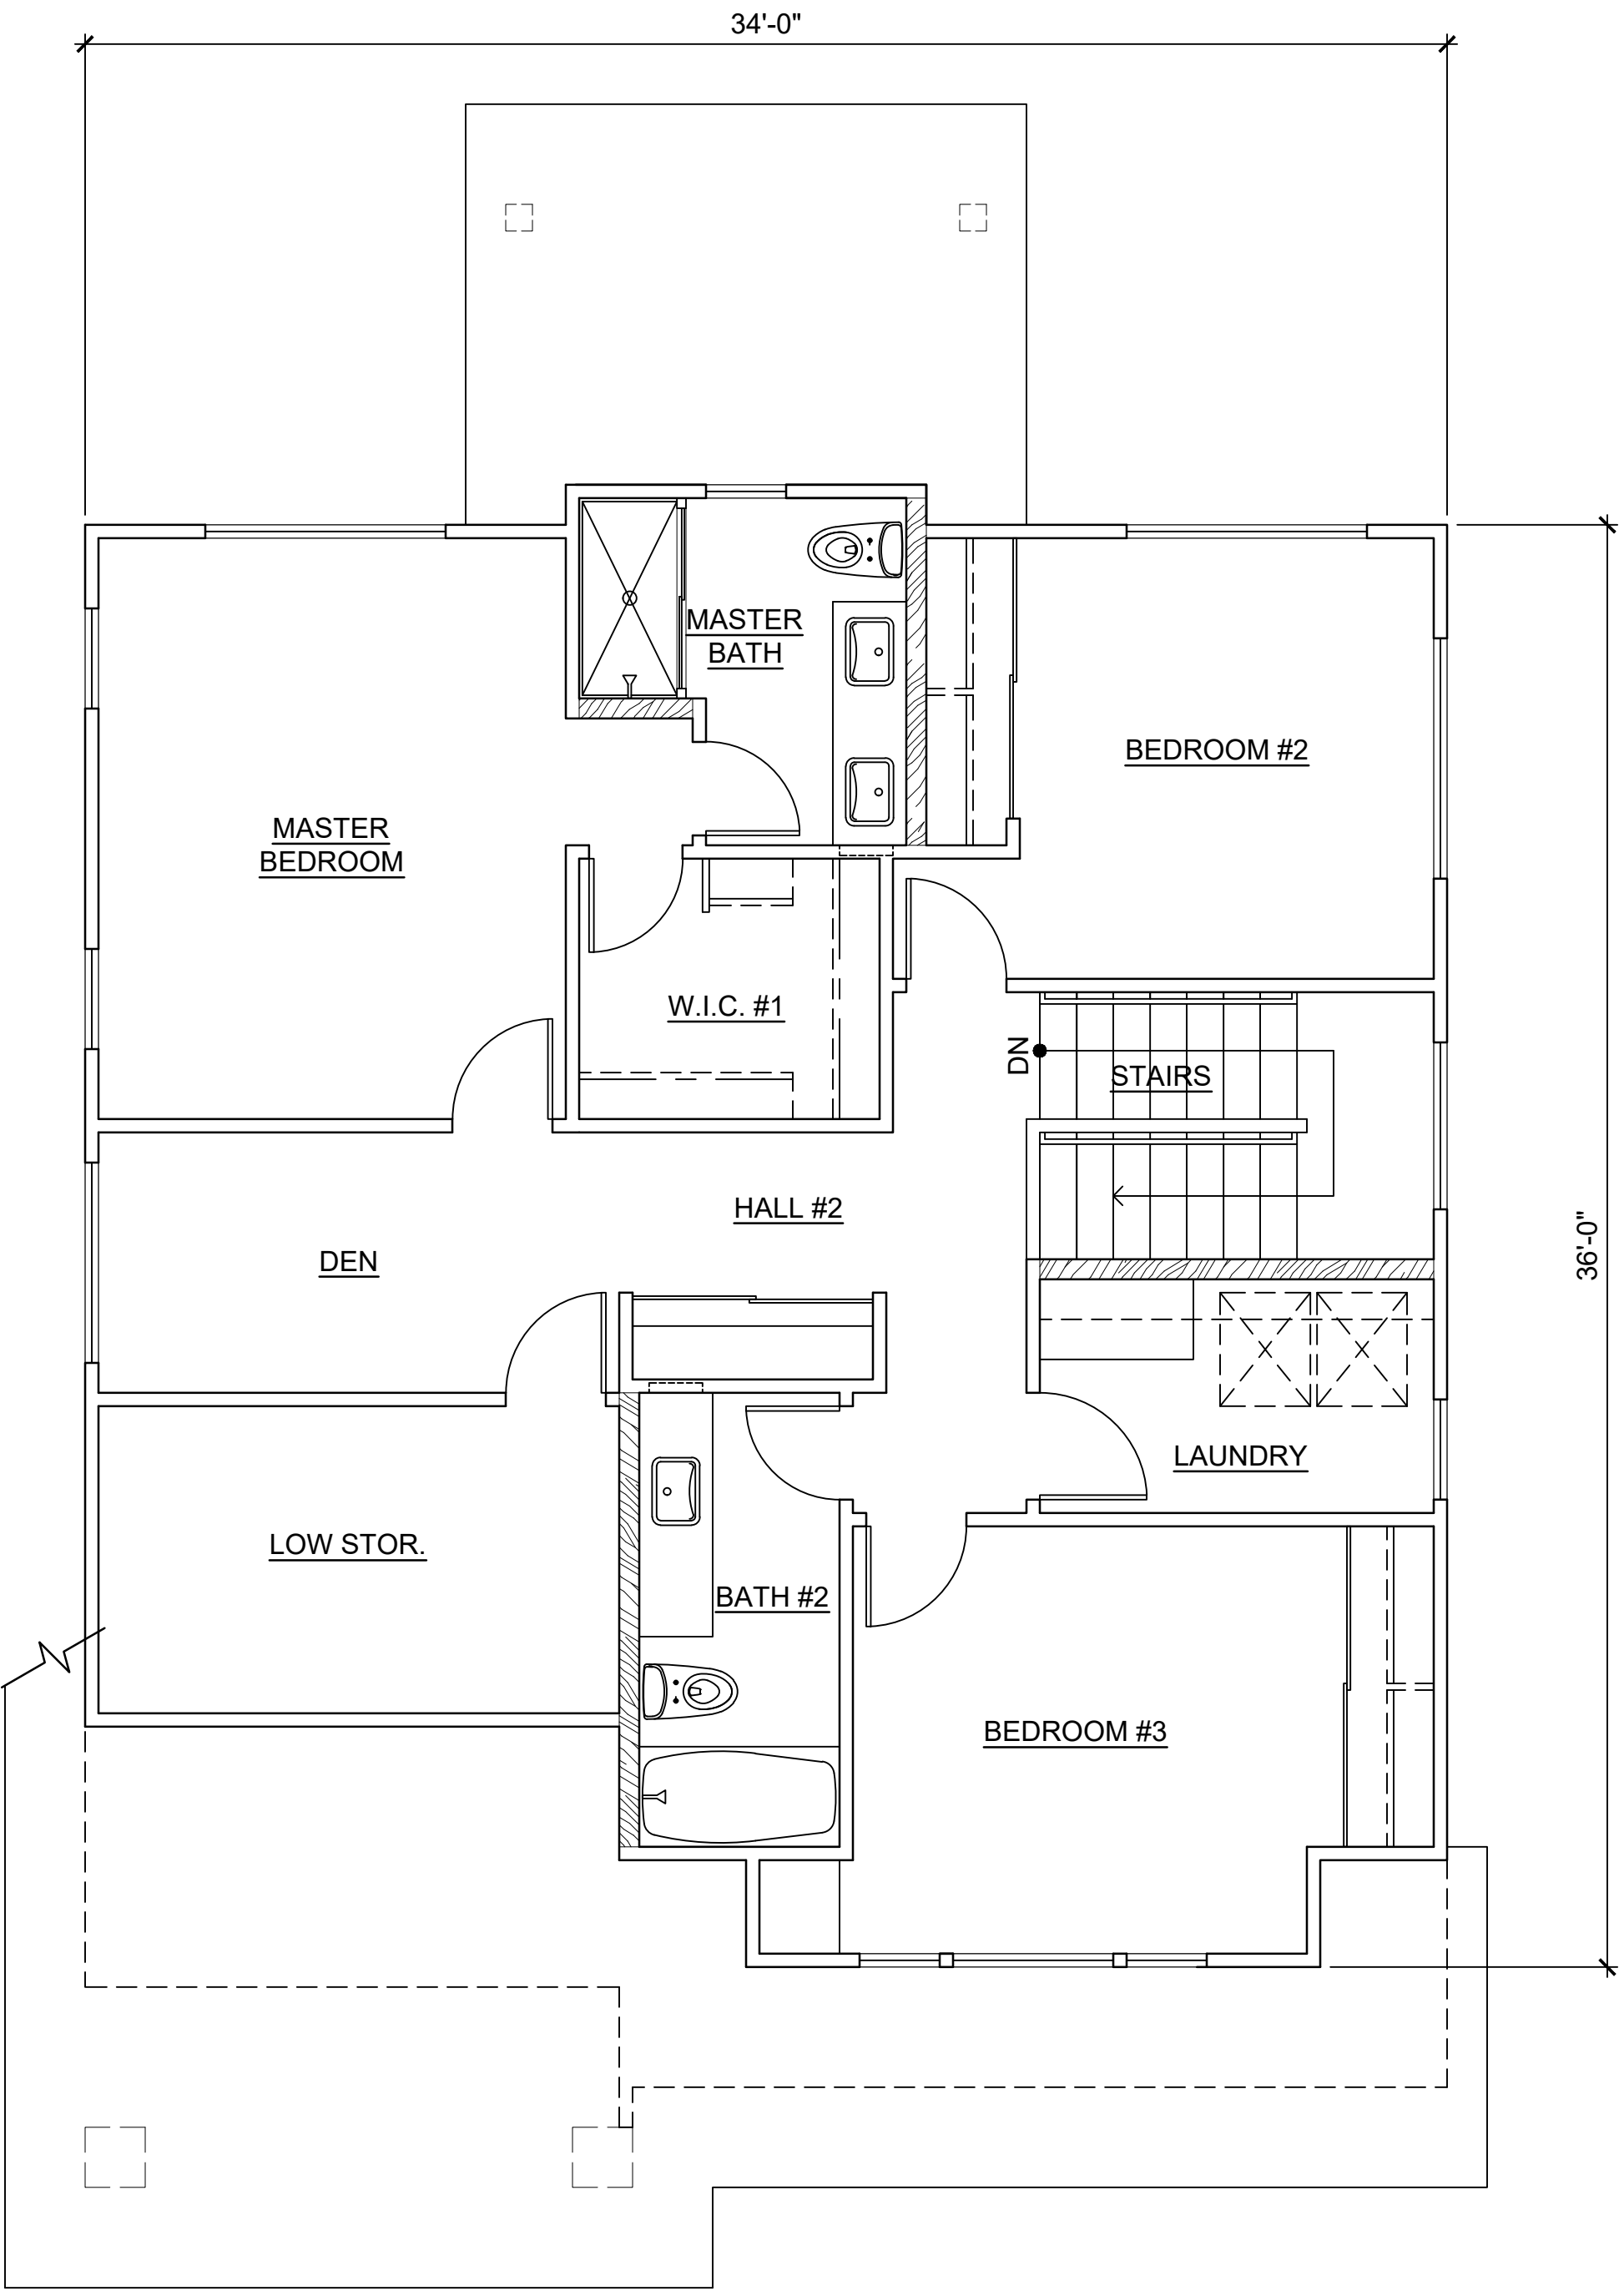 34'-0"
MASTER
BATH
BEDROOM #2
MASTER
BEDROOM
W.I.C. #1
DN
STAIRS
HALL #2
DEN
36'-0"
LAUNDRY
LOW STOR.
BATH #2
BEDROOM #3